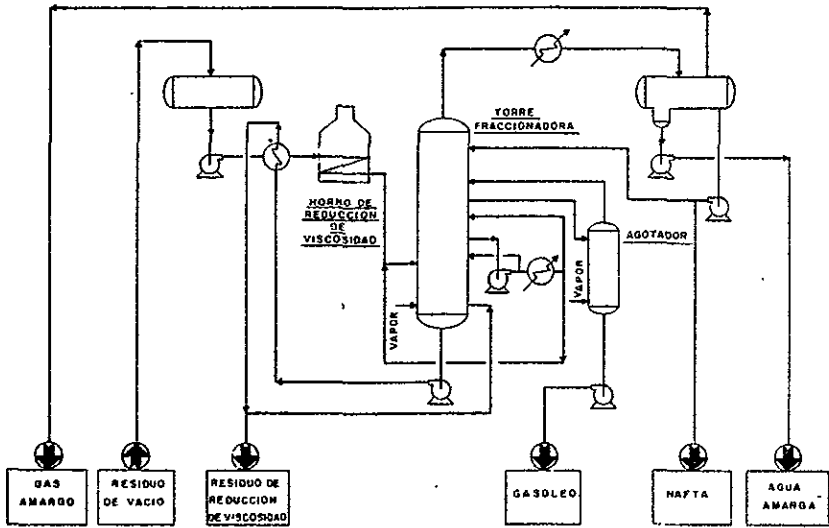 TORRE
FRACCIONADORA
HORNO DE
REDUCCION
DE
VISCOSIDAD
AGOTADOR
VAPOR
VAPOR
GAS
AMARGO
RESIDUO
DE VACIO
RESIDUO DE
REDUCCION
DE VISCOSIDAD
GASOLEO
NAFTA
AGUA
AMARGA